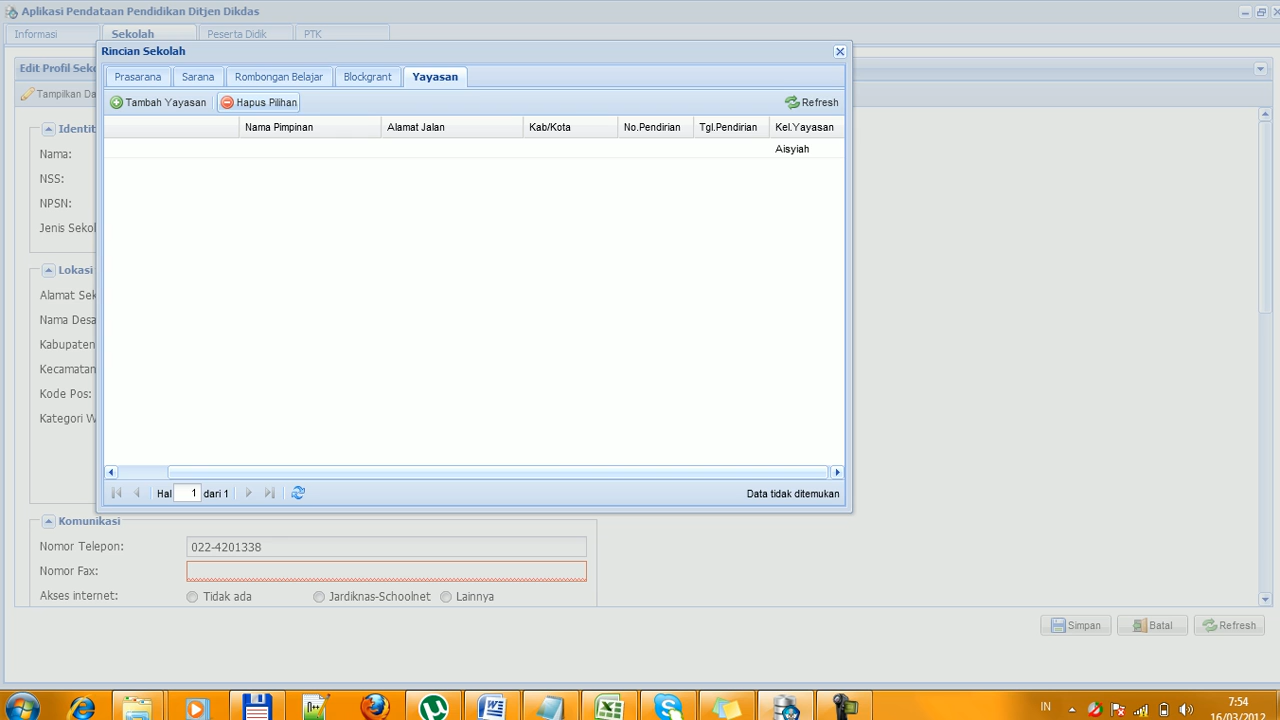 Aplikasi Pendataan Pendidikan Ditjen Dikdas
Informasi Sekolah Peserta Didik PTK
Rincian Sekolah
Edit Profil Seko
Prasarana Sarana Rombongan Belajar Blockgrant Yayasan
Tampilkan Da
Tambah Yayasan Hapus Pilihan Refresh
Nama Pimpinan Alamat Jalan Kab/Kota No.Pendirian Tgl.Pendirian Kel.Yayasan
Aisyiah
Identit
Nama:
NSS:
NPSN:
Jenis Sekol
Lokasi
Alamat Sek
Nama Desa
Kabupaten
Kecamatan
Kode Pos:
Kategori W
Hal 1 dari 1 Data tidak ditemukan
Komunikasi
Nomor Telepon: 022-4201338
Nomor Fax:
Akses internet: Tidak ada Jardiknas-Schoolnet Lainnya
Simpan Batal Refresh
IN 7:54
16/03/2012